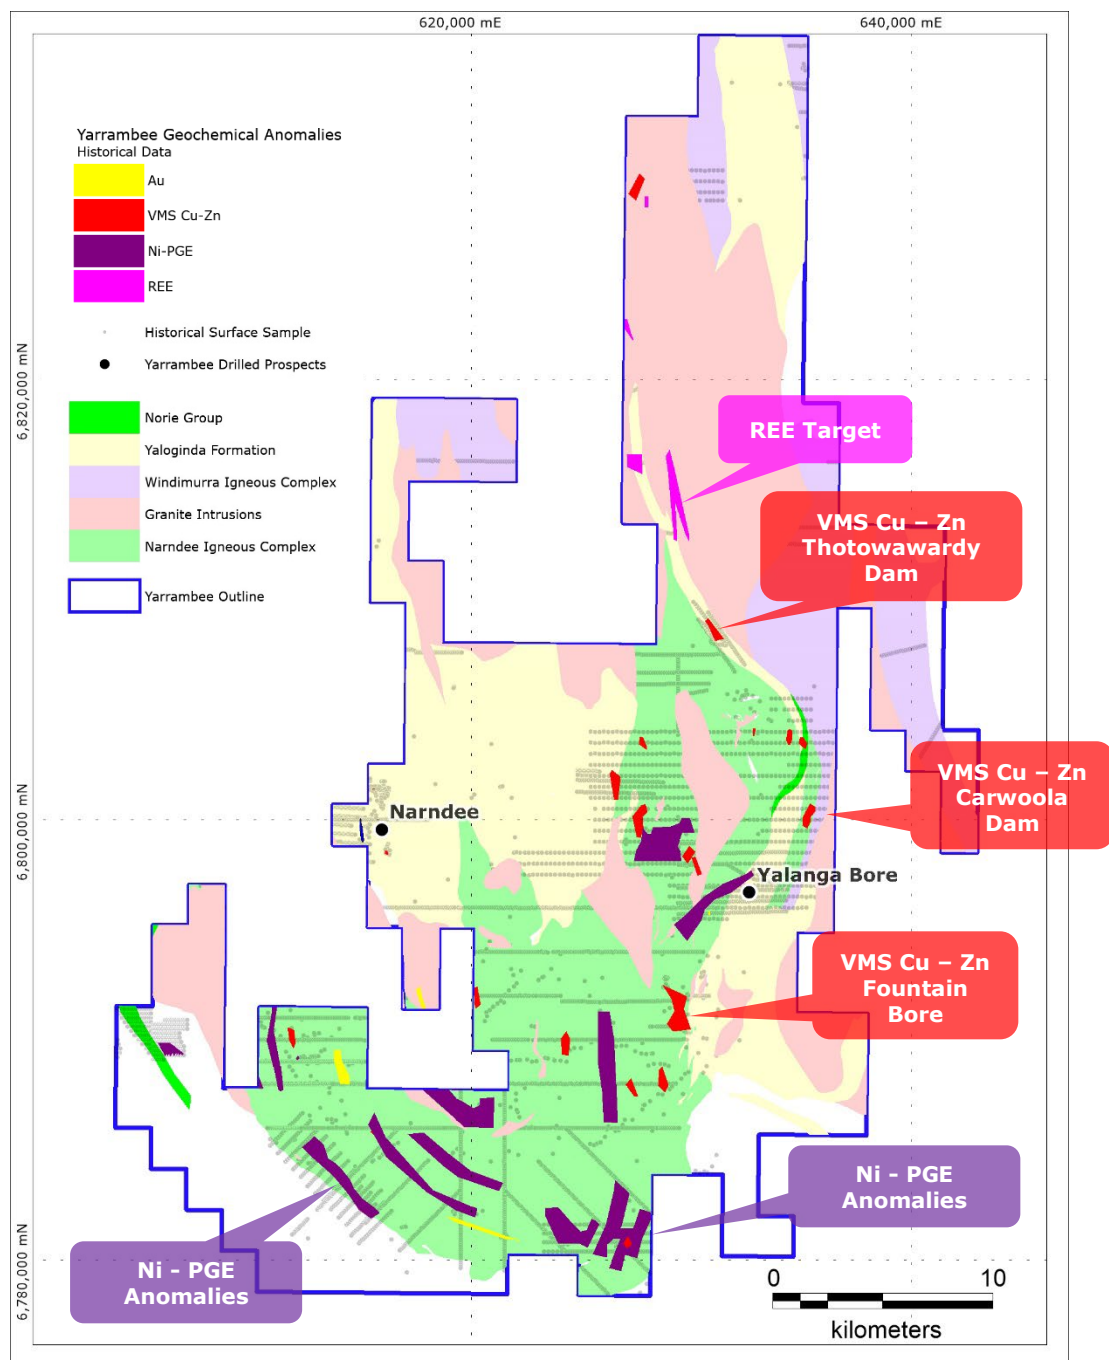 620,000 mE
640,000 mE
Yarrambee Geochemical Anomalies
Historical Data
Au
VMS Cu-Zn
Ni-PGE
REE
Historical Surface Sample
Yarrambee Drilled Prospects
6,820,000 mN
Norie Group
Yaloginda Formation
Windimurra Igneous Complex
Granite Intrusions
Narndee Igneous Complex
Yarrambee Outline
REE Target
VMS Cu – Zn
Thotowawardy
Dam
VMS Cu – Zn
Carwoola
Dam
Narndee
6,800,000 mN
Yalanga Bore
VMS Cu – Zn
Fountain
Bore
Ni - PGE
Anomalies
6,780,000 mN
Ni - PGE
Anomalies
0 10
kilometers